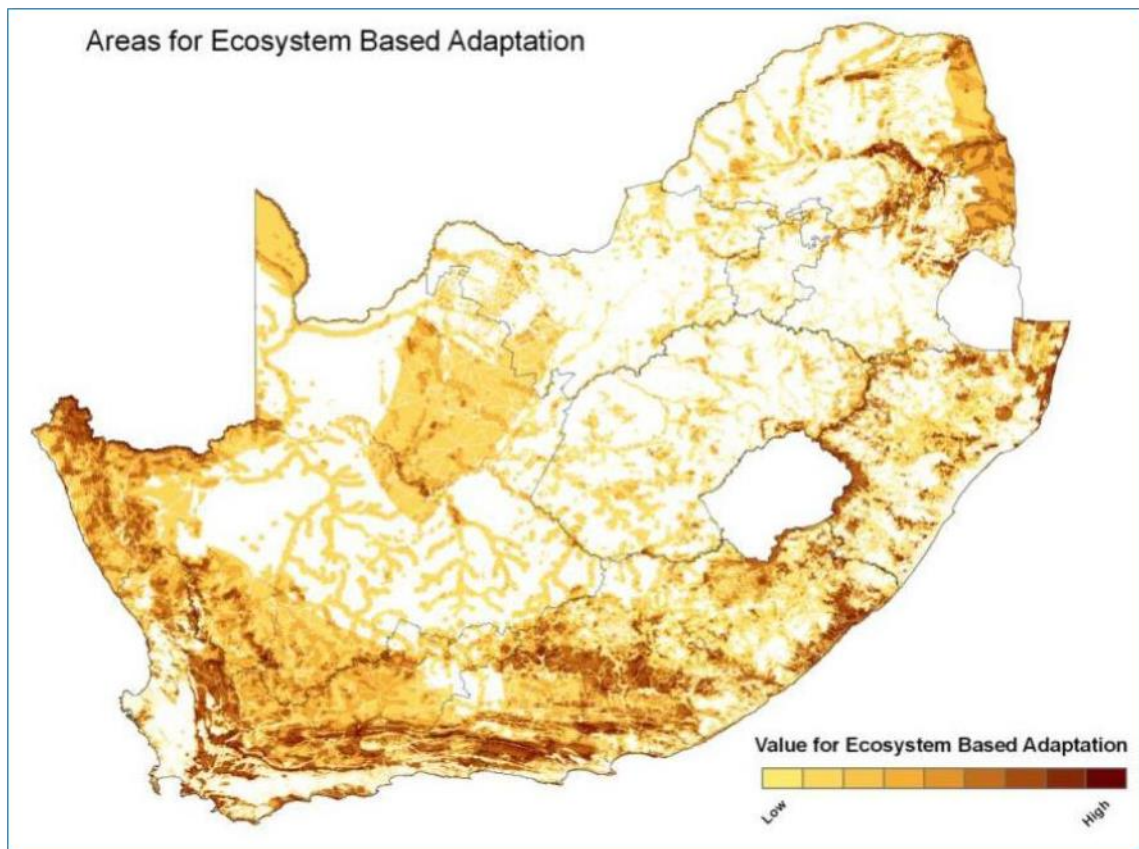 Areas for Ecosystem Based Adaptation
Value for Ecosystem Based Adaptation
Low
High